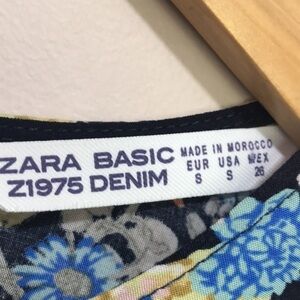 ZARA BASIC
Z1975 DENIM
MADE IN MOROCCO
EUR USA MEX
S S 26